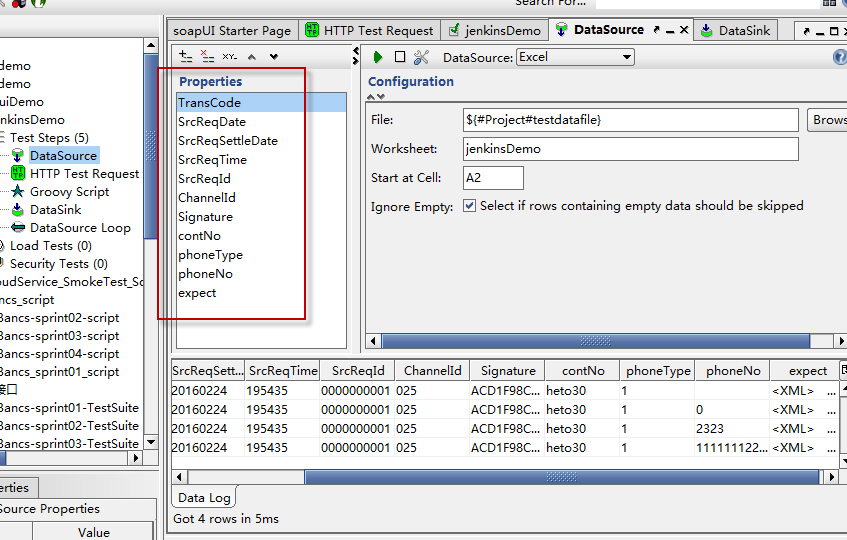 Search For...
soapUI Starter Page
HTTP Test Request
jenkinsDemo
DataSource
DataSink
DataSource: Excel
demo
demo
uiDemo
nkinsDemo
Test Steps (5)
DataSource
HTTP Test Request
Groovy Script
DataSink
DataSource Loop
Load Tests (0)
Security Tests (0)
oudService_SmokeTest_Sc
ncs_script
Bancs-sprint02-script
Bancs-sprint03-script
Bancs-sprint04-script
Bancs_sprint01_script
接口
Bancs-sprint01-TestSuite
Bancs-sprint02-TestSuite
Bancs-sprint03-TestSuite
erties
Source Properties
Value
Properties
TransCode
SrcReqDate
SrcReqSettleDate
SrcReqTime
SrcReqId
ChannelId
Signature
contNo
phoneType
phoneNo
expect
Configuration
File: ${#Project#testdatafile} Brows
Worksheet: jenkinsDemo
Start at Cell: A2
Ignore Empty: Select if rows containing empty data should be skipped
SrcReqSett... SrcReqTime SrcReqId ChannelId Signature contNo phoneType phoneNo expect
20160224 195435 0000000001 025 ACD1F98C... heto30 1 <XML> ...
20160224 195435 0000000001 025 ACD1F98C... heto30 1 0 <XML> ...
20160224 195435 0000000001 025 ACD1F98C... heto30 1 2323 <XML> ...
20160224 195435 0000000001 025 ACD1F98C... heto30 1 111111122... <XML> ...
Data Log
Got 4 rows in 5ms